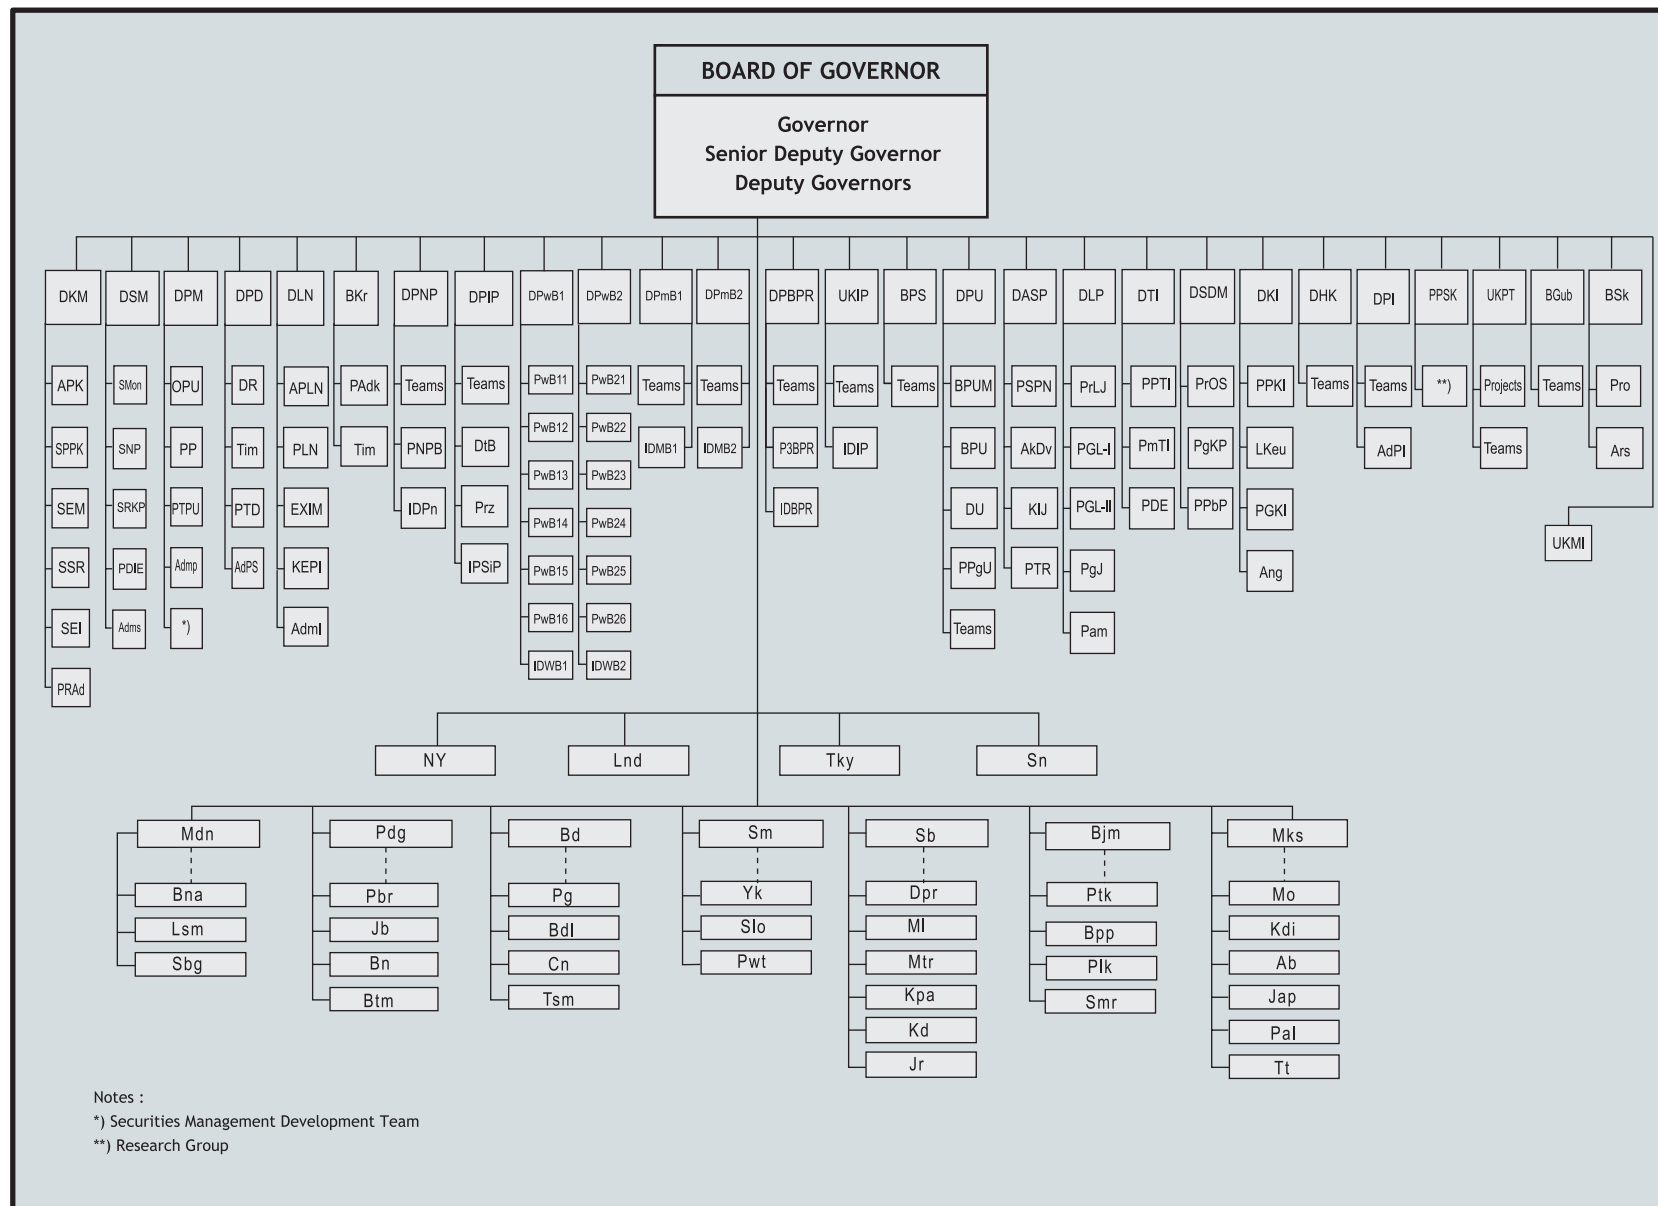 BOARD OF GOVERNOR
Governor
Senior Deputy Governor
Deputy Governors
DKM DSM DPM DPD DLN BKr DPNP DPIP DPwB1 DPwB2 DPmB1 DPmB2 DPBPR UKIP BPS DPU DASP DLP DTI DSDM DKI DHK DPI PPSK UKPT BGub BSk
APK SMon OPU DR APLN PAdk Teams Teams PwB11 PwB21 Teams Teams Teams Teams Teams BPUM PSPN PrLJ PPTI PrOS PPKI Teams Teams **) Projects Teams Pro
PwB12 PwB22
SPPK SNP PP Tim PLN Tim PNPB DtB IDMB1 IDMB2 P3BPR IDIP BPU AkDv PGL-I PmTI PgKP LKeu AdPI Teams Ars
PwB13 PwB23
SEM SRKP PTPU PTD EXIM IDPn Prz IDBPR DU KIJ PGL-II PDE PPbP PGKI
PwB14 PwB24
UKMI
SSR PDIE Admp AdPS KEPI IPSiP PwB15 PwB25 PPgU PTR PgJ Ang
PwB16 PwB26
SEI Adms *) AdmI Teams Pam
IDWB1 IDWB2
PRAd
NY Lnd Tky Sn
Mdn Pdg Bd Sm Sb Bjm Mks
Bna Pbr Pg Yk Dpr Ptk Mo
Lsm Jb Bdl Slo Ml Bpp Kdi
Sbg Bn Cn Pwt Mtr Plk Ab
Btm Tsm Kpa Smr Jap
Kd Pal
Jr Tt
Notes :
*) Securities Management Development Team
**) Research Group